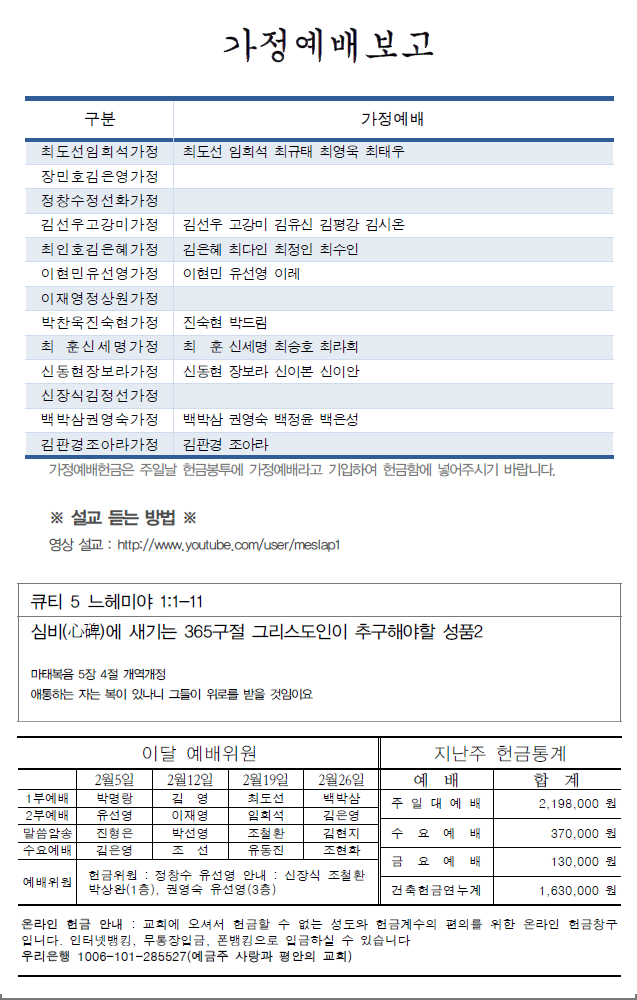 가정예배보고
구분 가정예배
최도선임희석가정 최도선 임희석 최규태 최영욱 최태우
장민호김은영가정
정창수정선화가정
김선우고강미가정 김선우 고강미 김유신 김평강 김시온
최인호김은혜가정 김은혜 최다인 최정인 최수인
이현민유선영가정 이현민 유선영 이레
이재영정상원가정
박찬욱진숙현가정 진숙현 박드림
최 훈신세명가정 최 훈 신세명 최승호 최라희
신동현장보라가정 신동현 장보라 신이본 신이안
신장식김정선가정
백박삼권영숙가정 백박삼 권영숙 백정윤 백은성
김판경조아라가정 김판경 조아라
가정예배헌금은 주일날 헌금봉투에 가정예배라고 기입하여 헌금함에 넣어주시기 바랍니다.
※ 설교 듣는 방법 ※
영상 설교 : http://www.youtube.com/user/meslap1
큐티 5 느헤미야 1:1-11
심비(心碑)에 새기는 365구절 그리스도인이 추구해야할 성품2
마태복음 5장 4절 개역개정
애통하는 자는 복이 있나니 그들이 위로를 받을 것임이요
이달 예배위원
2월5일 2월12일 2월19일 2월26일
1부예배 박명랑 김 영 최도선 백박삼
2부예배 유선영 이재영 임희석 김은영
말씀암송 진형은 박선영 조철환 김현지
수요예배 김은영 조 선 유동진 조현화
예배위원 헌금위원 : 정창수 유선영 안내 : 신장식 조철환
박상완(1층), 권영숙 유선영(3층)
지난주 헌금통계
예 배 합 계
주 일 대 예 배 2,198,000 원
수 요 예 배 370,000 원
금 요 예 배 130,000 원
건축헌금연누계 1,630,000 원
온라인 헌금 안내 : 교회에 오셔서 헌금할 수 없는 성도와 헌금계수의 편의를 위한 온라인 헌금창구
입니다. 인터넷뱅킹, 무통장입금, 폰뱅킹으로 입금하실 수 있습니다
우리은행 1006-101-285527(예금주 사랑과 평안의 교회)